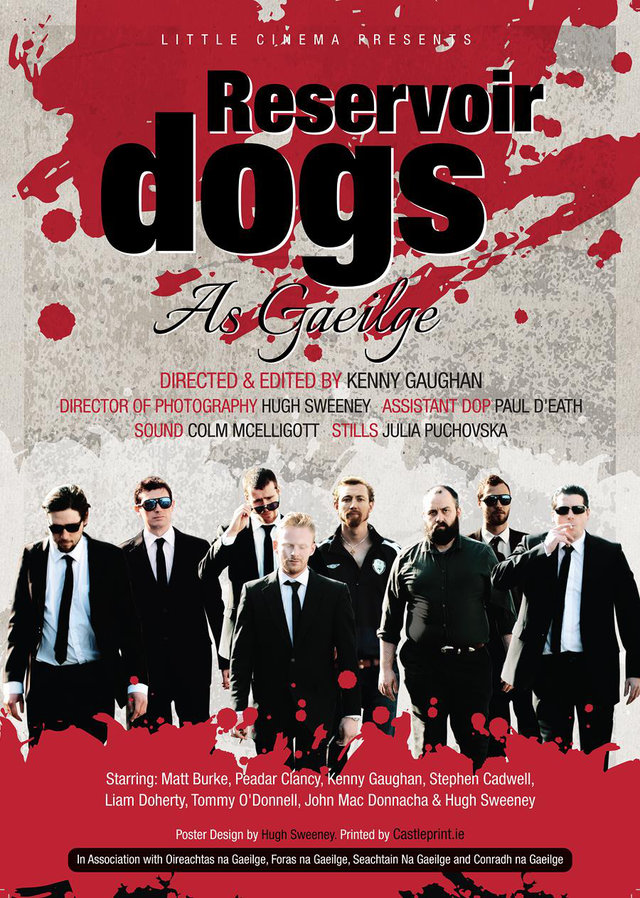 LITTLE CINEMA PRESENTS
Reservoir
dogs
As Gaeilge
DIRECTED & EDITED BY KENNY GAUGHAN
DIRECTOR OF PHOTOGRAPHY HUGH SWEENEY ASSISTANT DOP PAUL D'EATH
SOUND COLM MCELLIGOTT STILLS JULIA PUCHOVSKA
Starring: Matt Burke, Peadar Clancy, Kenny Gaughan, Stephen Cadwell,
Liam Doherty, Tommy O'Donnell, John Mac Donnacha & Hugh Sweeney
Poster Design by Hugh Sweeney. Printed by Castleprint.ie
In Association with Oireachtas na Gaeilge, Foras na Gaeilge, Seachtain Na Gaeilge and Conradh na Gaeilge